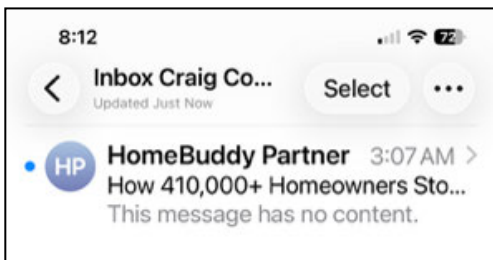 8:12
72
Inbox Craig Co...
Updated Just Now
Select
HP
HomeBuddy Partner 3:07 AM
How 410,000+ Homeowners Sto...
This message has no content.